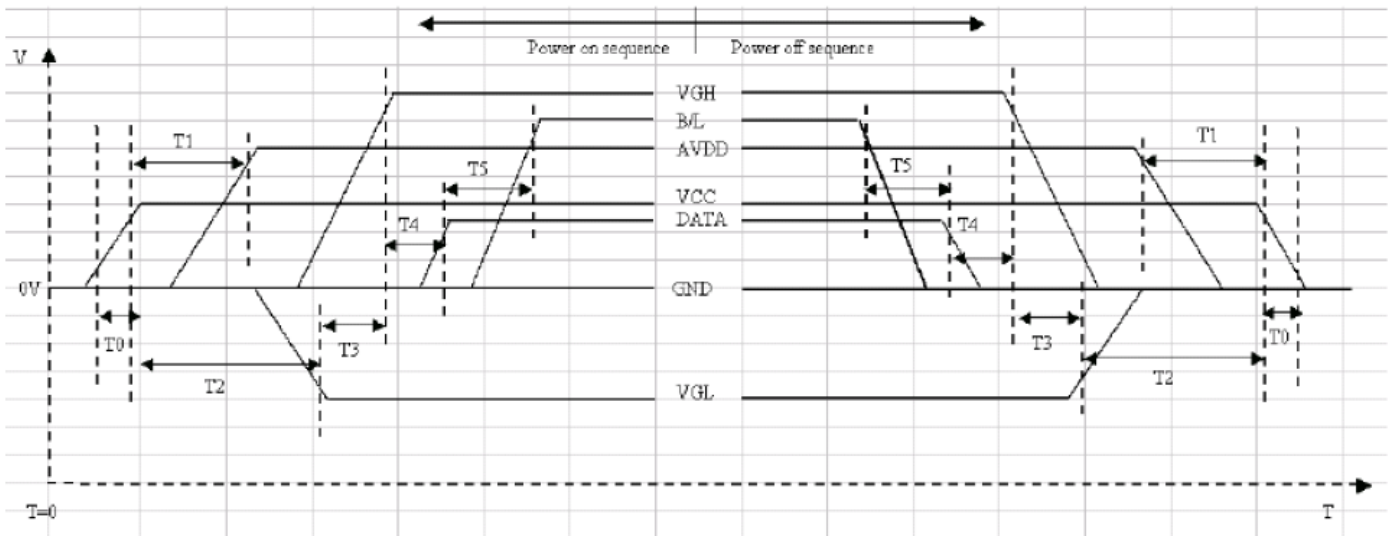 Power on sequence Power off sequence
V
VGH
B/L
T1 AVDD T1
T5 T5
VCC
T4 DATA T4
0V GND
T0 T3 T3 T0
T2 VGL T2
T=0 T